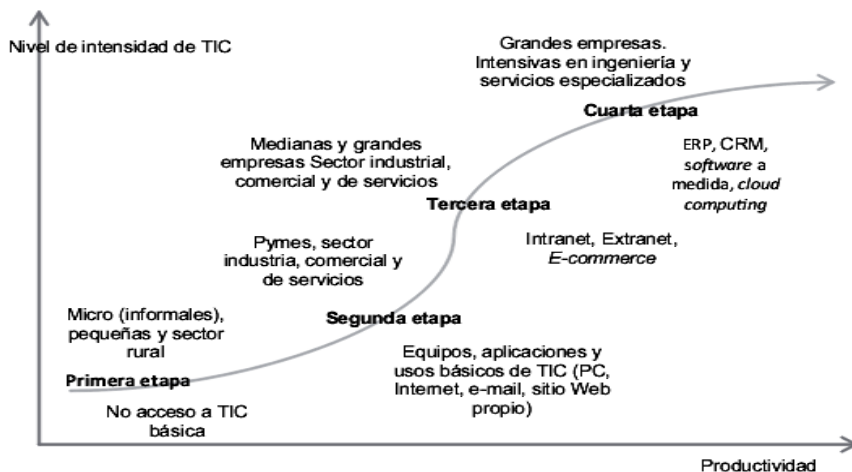 Nivel de intensidad de TIC
Grandes empresas.
Intensivas en ingeniería y
servicios especializados
Cuarta etapa
ERP, CRM,
software a
medida, cloud
computing
Medianas y grandes
empresas Sector industrial,
comercial y de servicios
Tercera etapa
Intranet, Extranet,
E-commerce
Pymes, sector
industria, comercial y
de servicios
Segunda etapa
Equipos, aplicaciones y
usos básicos de TIC (PC,
Internet, e-mail, sitio Web
propio)
Micro (informales),
pequeñas y sector
rural
Primera etapa
No acceso a TIC
básica
Productividad